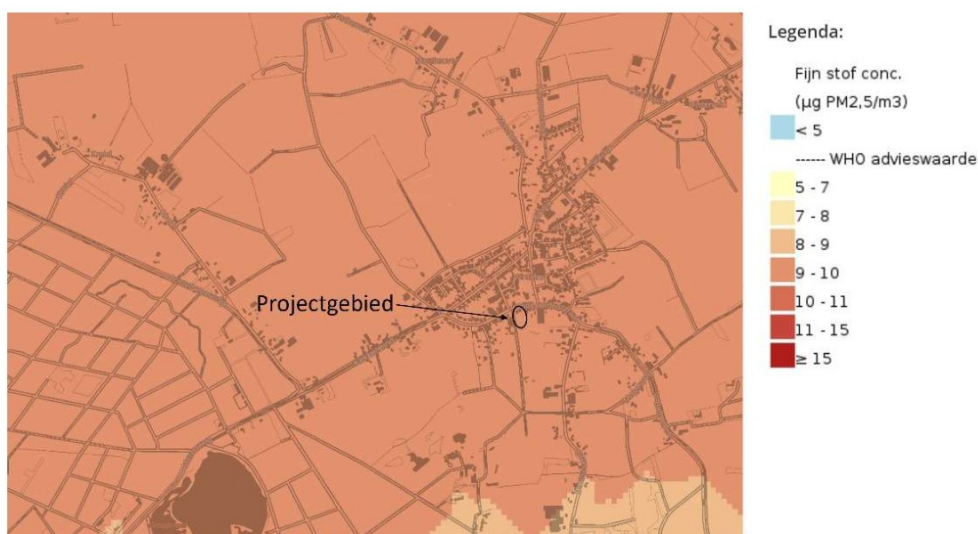 Legenda:
Fijn stof conc.
(µg PM2,5/m3)
< 5
------ WHO advieswaarde
5 - 7
7 - 8
8 - 9
9 - 10
10 - 11
11 - 15
≥ 15
Projectgebied